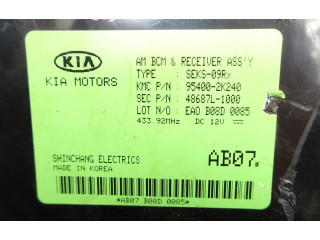 KIA
KIA MOTORS
AM BCM & RECEIVER ASS'Y
TYPE : SEKS-09Rx
KMC P/N : 95400-2K240
SEC P/N : 48687L-1000
LOT N/O : EAO B08D 0085
433.92MHz DC 12V
SHINCHANG ELECTRICS
MADE IN KOREA
AB07.
*AB07 B08D 0085*